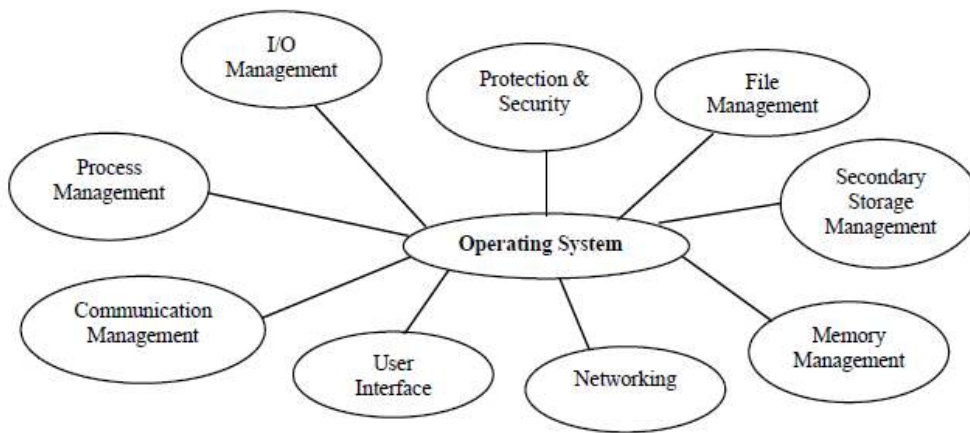 I/O
Management
Protection &
Security
File
Management
Process
Management
Secondary
Storage
Management
Operating System
Communication
Management
Memory
Management
User
Interface
Networking